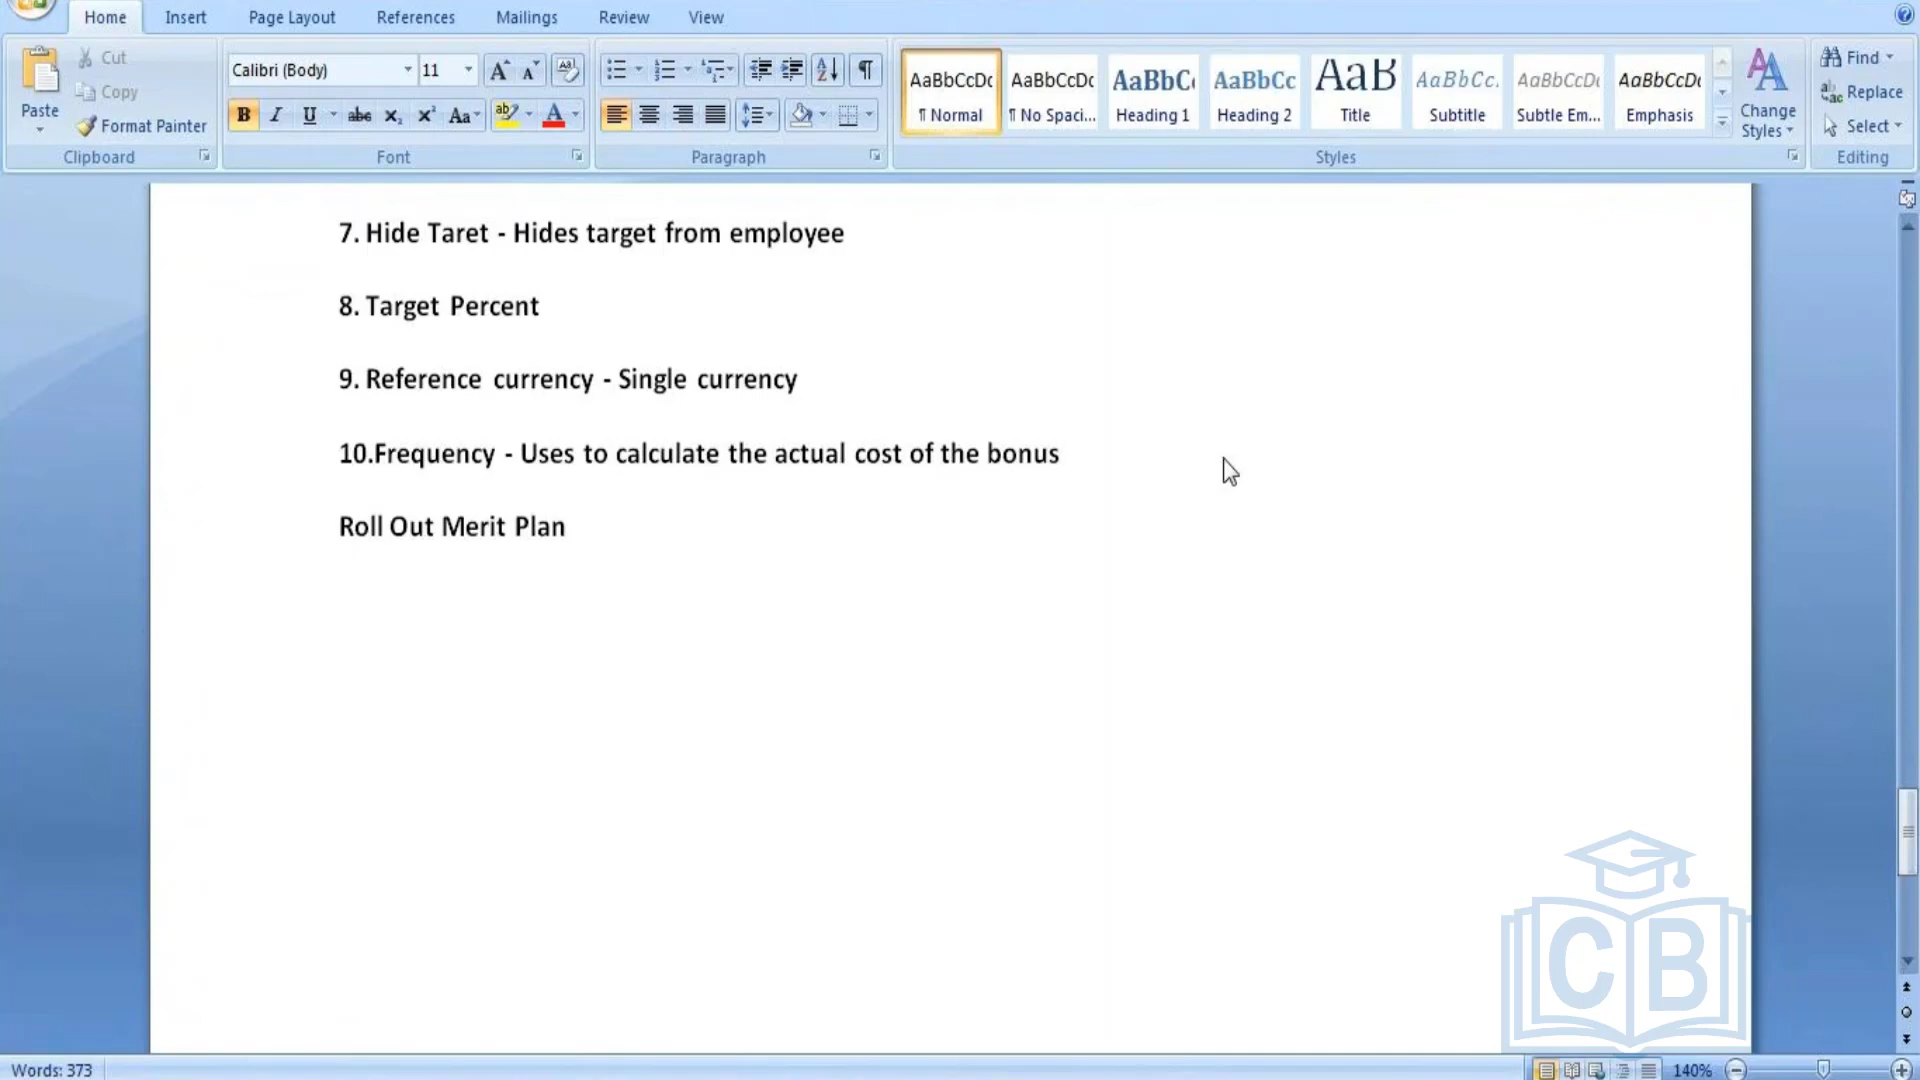 Home Insert Page Layout References Mailings Review View
Paste
Cut
Copy
Format Painter
Clipboard
Calibri (Body) 11
Font
Paragraph
AaBbCcDc AaBbCcDc AaBbC AaBbCc AaB AaBbCc. AaBbCcDc AaBbCcDc
¶ Normal ¶ No Spaci... Heading 1 Heading 2 Title Subtitle Subtle Em... Emphasis
Change Styles
Styles
Find
Replace
Select
Editing
7. Hide Taret - Hides target from employee
8. Target Percent
9. Reference currency - Single currency
10.Frequency - Uses to calculate the actual cost of the bonus
Roll Out Merit Plan
CB
Words: 373
140%